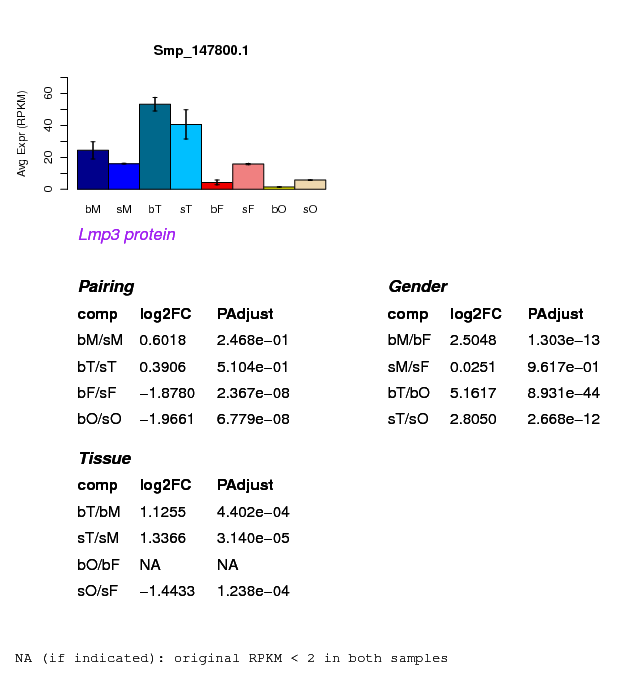 Smp_147800.1
Avg Expr (RPKM)
0 20 40 60
bM sM bT sT bF sF bO sO
Lmp3 protein
Pairing
comp log2FC PAdjust
bM/sM 0.6018 2.468e−01
bT/sT 0.3906 5.104e−01
bF/sF −1.8780 2.367e−08
bO/sO −1.9661 6.779e−08
Gender
comp log2FC PAdjust
bM/bF 2.5048 1.303e−13
sM/sF 0.0251 9.617e−01
bT/bO 5.1617 8.931e−44
sT/sO 2.8050 2.668e−12
Tissue
comp log2FC PAdjust
bT/bM 1.1255 4.402e−04
sT/sM 1.3366 3.140e−05
bO/bF NA NA
sO/sF −1.4433 1.238e−04
NA (if indicated): original RPKM < 2 in both samples